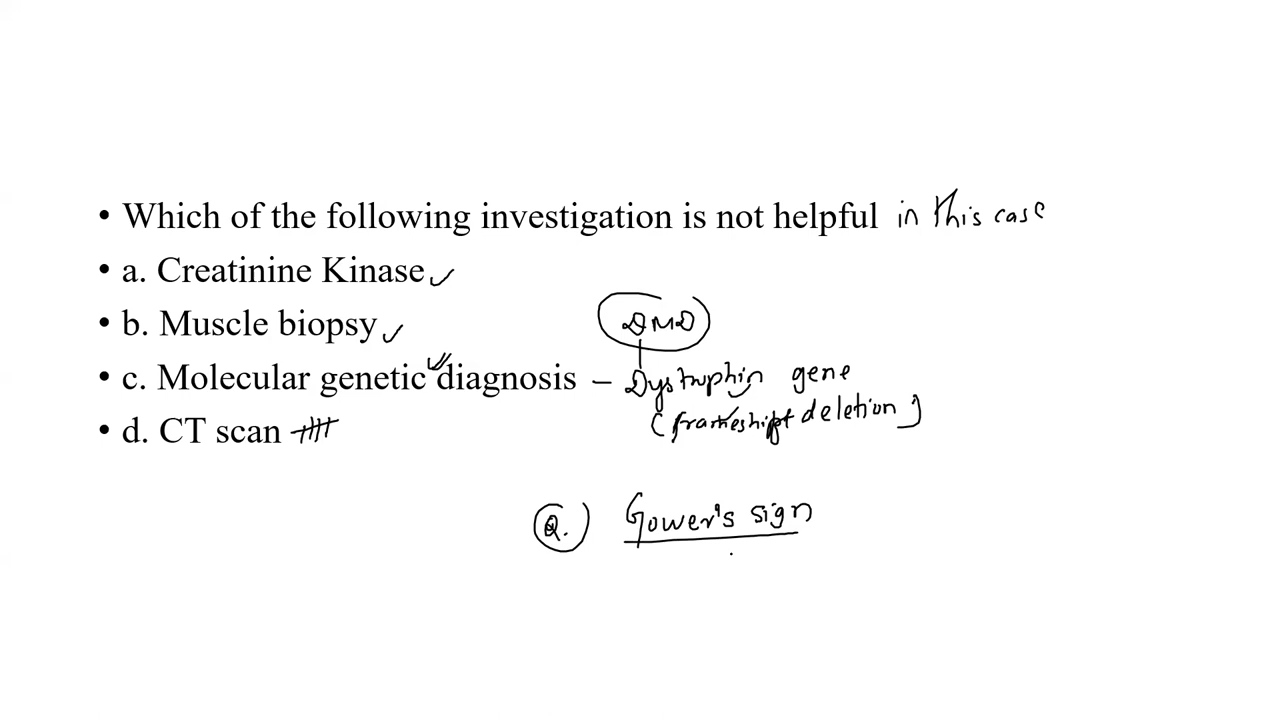 • Which of the following investigation is not helpful in this case
• a. Creatinine Kinase
• b. Muscle biopsy
DMD
• c. Molecular genetic diagnosis – Dystrophin gene
(frameshift deletion)
• d. CT scan
Q. Gower's sign